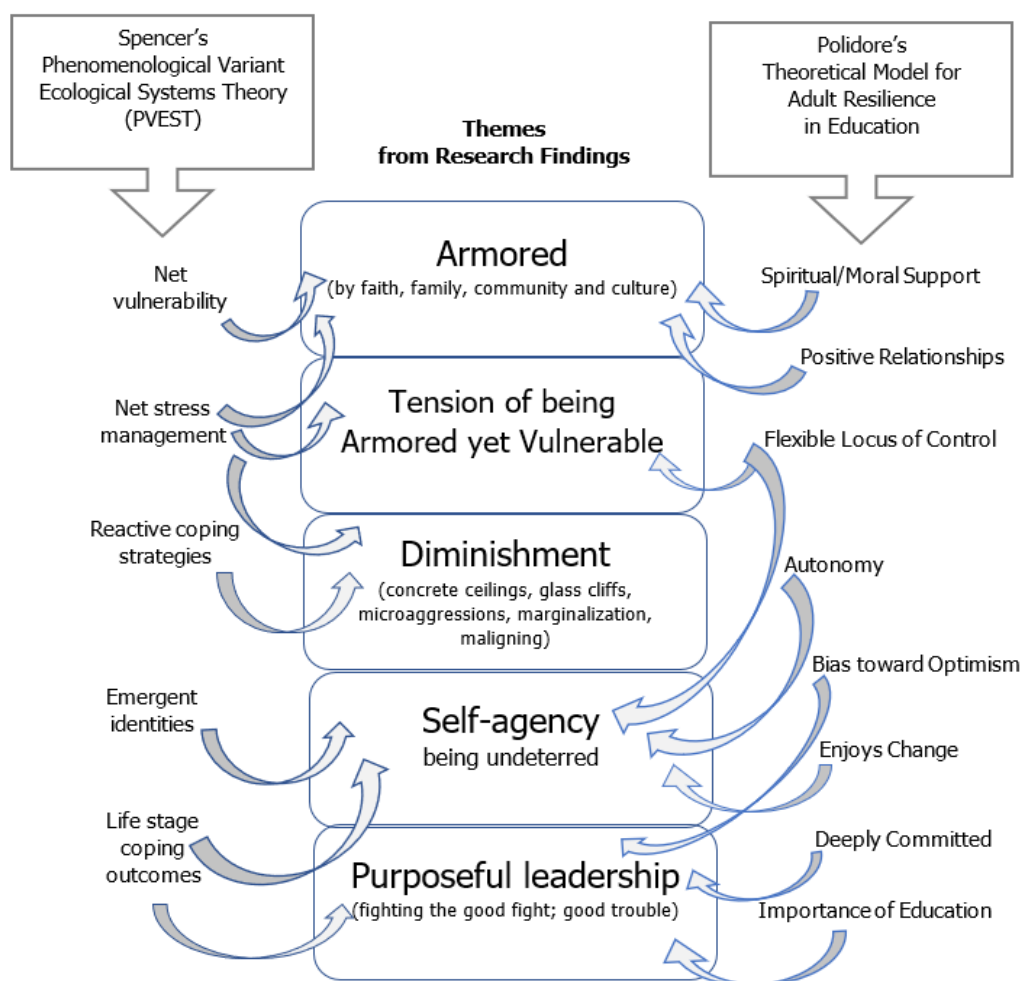 Spencer's
Phenomenological Variant
Ecological Systems Theory
(PVEST)
Polidore's
Theoretical Model for
Adult Resilience
in Education
Themes
from Research Findings
Net
vulnerability
Net stress
management
Reactive coping
strategies
Emergent
identities
Life stage
coping
outcomes
Armored
(by faith, family, community and culture)
Tension of being
Armored yet Vulnerable
Diminishment
(concrete ceilings, glass cliffs,
microaggressions, marginalization,
maligning)
Self-agency
being undeterred
Purposeful leadership
(fighting the good fight; good trouble)
Spiritual/Moral Support
Positive Relationships
Flexible Locus of Control
Autonomy
Bias toward Optimism
Enjoys Change
Deeply Committed
Importance of Education